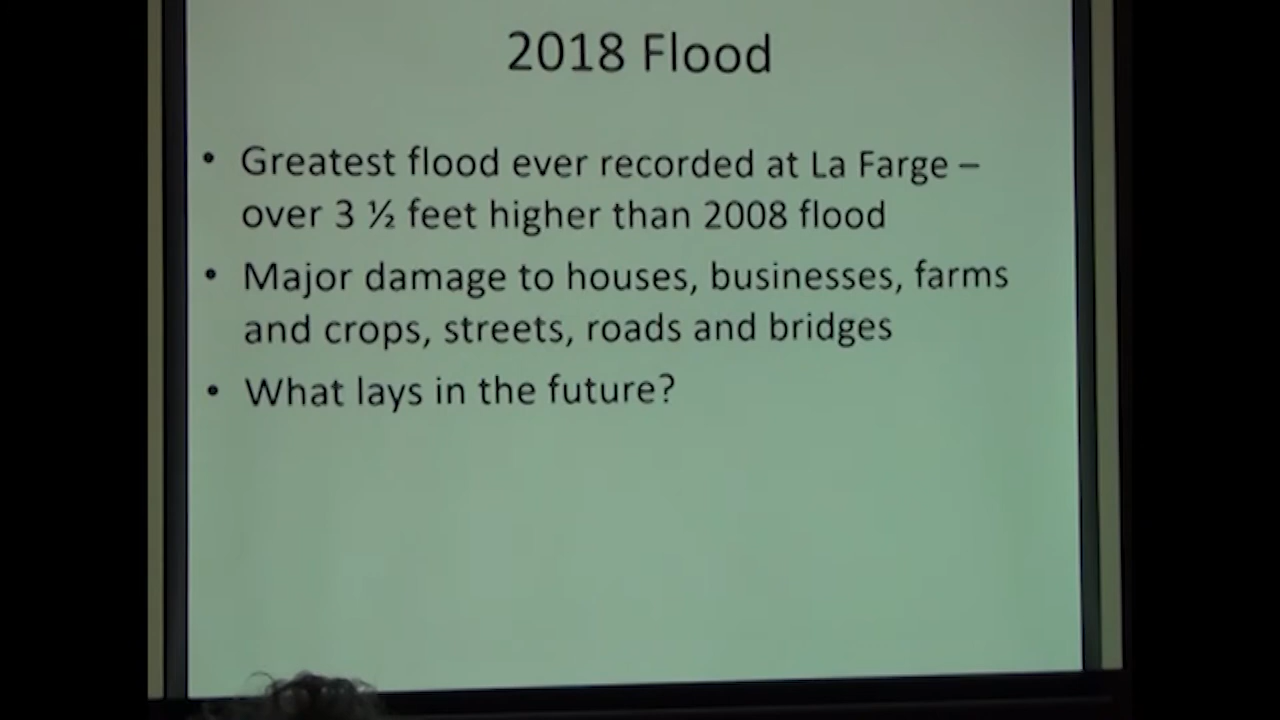 2018 Flood
• Greatest flood ever recorded at La Farge –
over 3 ½ feet higher than 2008 flood
• Major damage to houses, businesses, farms
and crops, streets, roads and bridges
• What lays in the future?